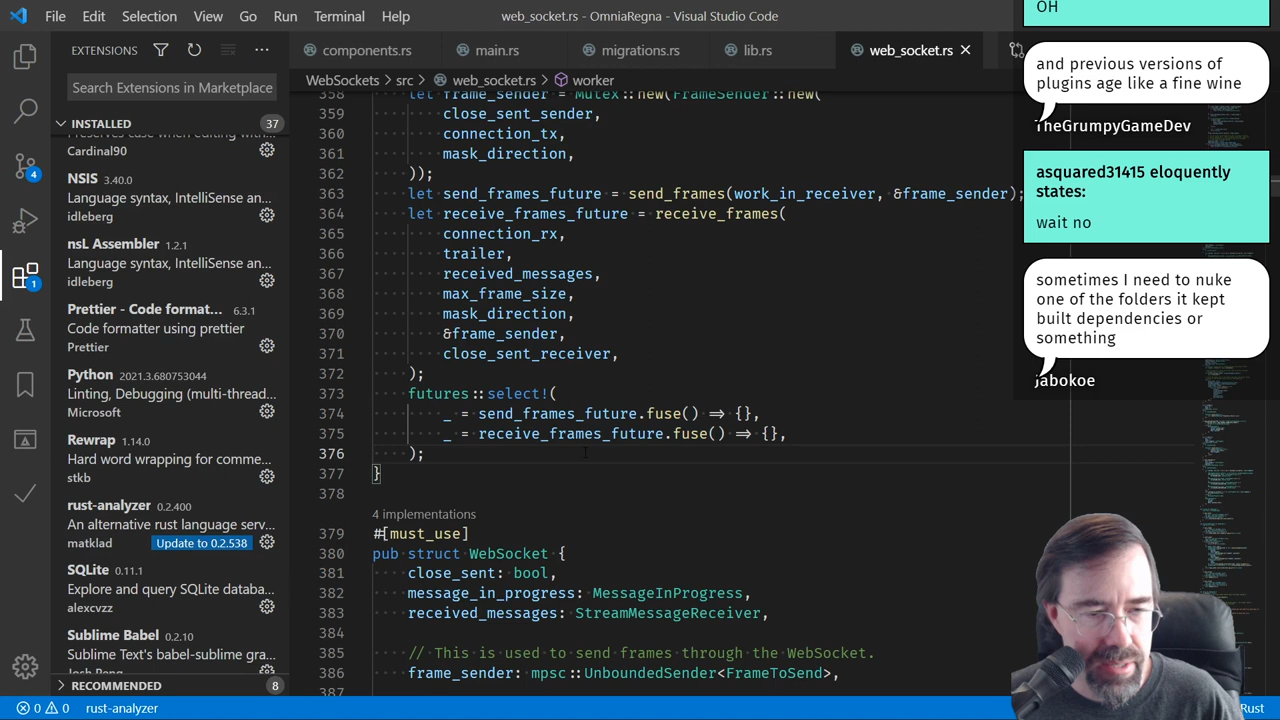 File Edit Selection View Go Run Terminal Help
web_socket.rs - OmniaRegna - Visual Studio Code
EXTENSIONS
Search Extensions in Marketplace
INSTALLED 37
Cardinal90
NSIS 3.40.0
Language syntax, IntelliSense an...
idleberg
nsL Assembler 1.2.1
Language syntax, IntelliSense an...
idleberg
Prettier - Code format... 6.3.1
Code formatter using prettier
Prettier
Python 2021.3.680753044
Linting, Debugging (multi-thread...
Microsoft
Rewrap 1.14.0
Hard word wrapping for comme...
stkb
rust-analyzer 0.2.400
An alternative rust language serv...
matklad Update to 0.2.538
SQLite 0.11.1
Explore and query SQLite databa...
alexcvzz
Sublime Babel 0.2.10
Sublime Text's babel-sublime gra...
RECOMMENDED 8
4
1
components.rs main.rs migrations.rs lib.rs web_socket.rs
WebSockets > src > web_socket.rs > worker
358 let frame_sender = Mutex::new(FrameSender::new(
359 close_sent_sender,
360 connection_tx,
361 mask_direction,
362 ));
363 let send_frames_future = send_frames(work_in_receiver, &frame_sender);
364 let receive_frames_future = receive_frames(
365 connection_rx,
366 trailer,
367 received_messages,
368 max_frame_size,
369 mask_direction,
370 &frame_sender,
371 close_sent_receiver,
372 );
373 futures::select!(
374 _ = send_frames_future.fuse() => {},
375 _ = receive_frames_future.fuse() => {},
376 );
377 }
378
4 implementations
379 #[must_use]
380 pub struct WebSocket {
381 close_sent: bool,
382 message_in_progress: MessageInProgress,
383 received_message: StreamMessageReceiver,
384
385 // This is used to send frames through the WebSocket.
386 frame_sender: mpsc::UnboundedSender<FrameToSend>,
387
OH
and previous versions of
plugins age like a fine wine
TheGrumpyGameDev
asquared31415 eloquently
states:
wait no
sometimes I need to nuke
one of the folders it kept
built dependencies or
something
jabokoe
0 0 rust-analyzer
Rust